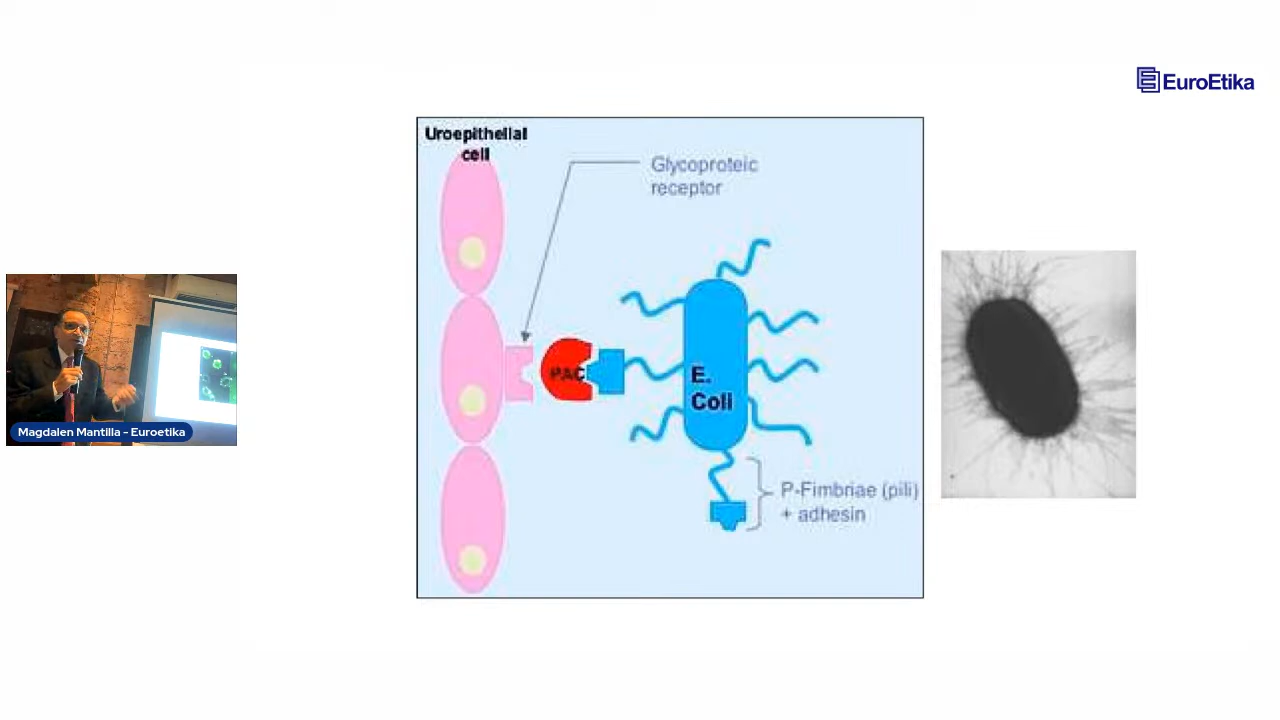 EuroEtika
Uroepithelial
cell
Glycoproteic
receptor
PAC
E.
Coli
P-Fimbriae (pili)
+ adhesin
Magdalen Mantilla - Euroetika